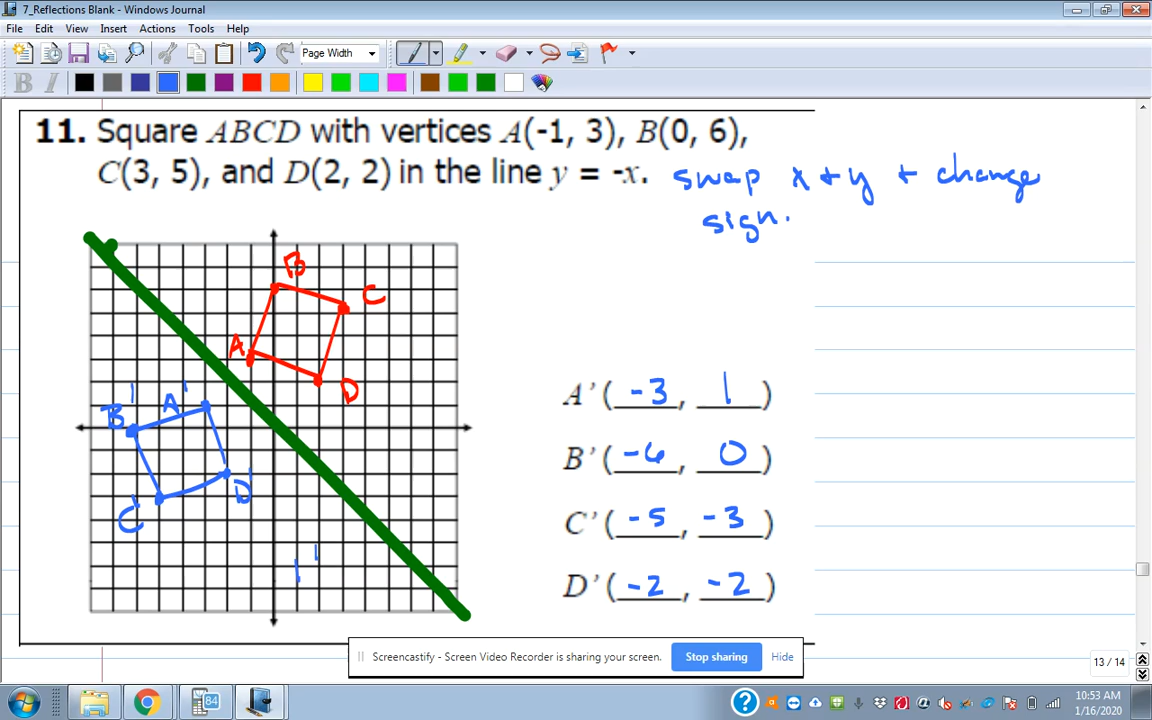 7_Reflections Blank - Windows Journal
File Edit View Insert Actions Tools Help
Page Width
B I
11. Square ABCD with vertices A(-1, 3), B(0, 6),
C(3, 5), and D(2, 2) in the line y = -x. swap x + y + change
sign.
B
C
A
D
A'
B'
C'
D'
A'( -3, 1 )
B'( -6, 0 )
C'( -5, -3 )
D'( -2, -2 )
Screencastify - Screen Video Recorder is sharing your screen. Stop sharing Hide
13 / 14
84
10:53 AM
1/16/2020